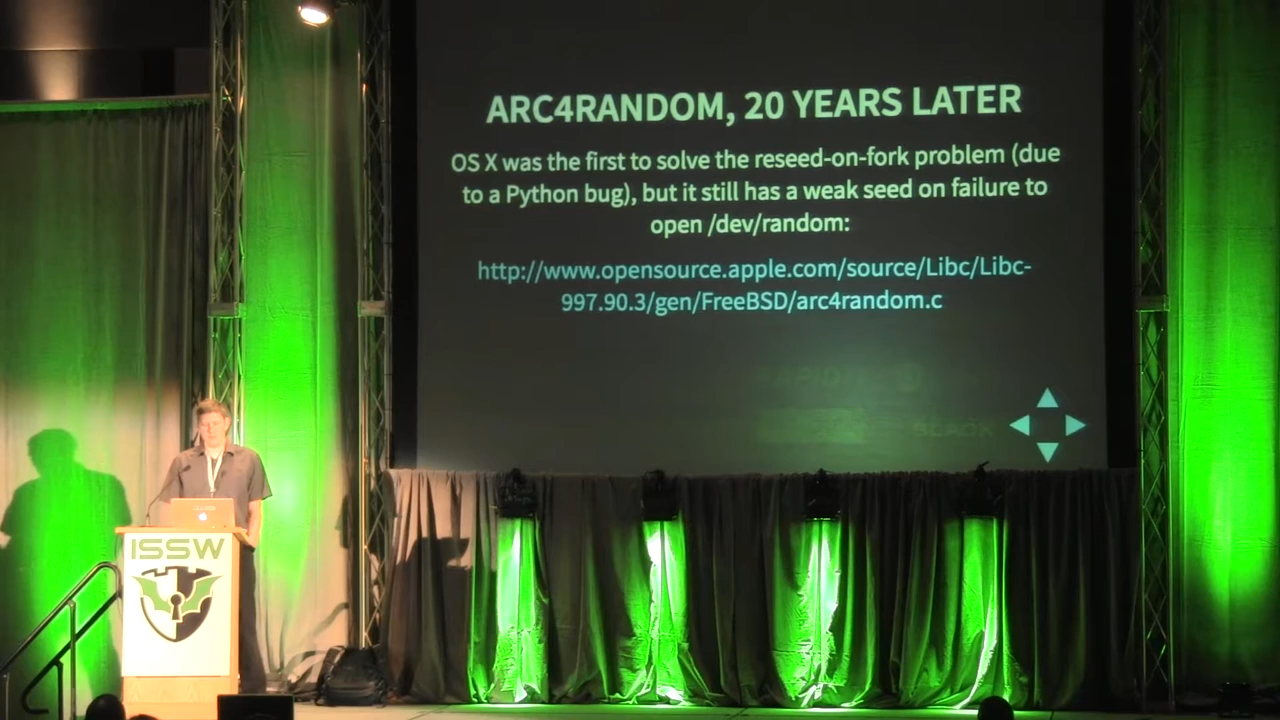 ARC4RANDOM, 20 YEARS LATER
OS X was the first to solve the reseed-on-fork problem (due
to a Python bug), but it still has a weak seed on failure to
open /dev/random:
http://www.opensource.apple.com/source/Libc/Libc-
997.90.3/gen/FreeBSD/arc4random.c
ISSW